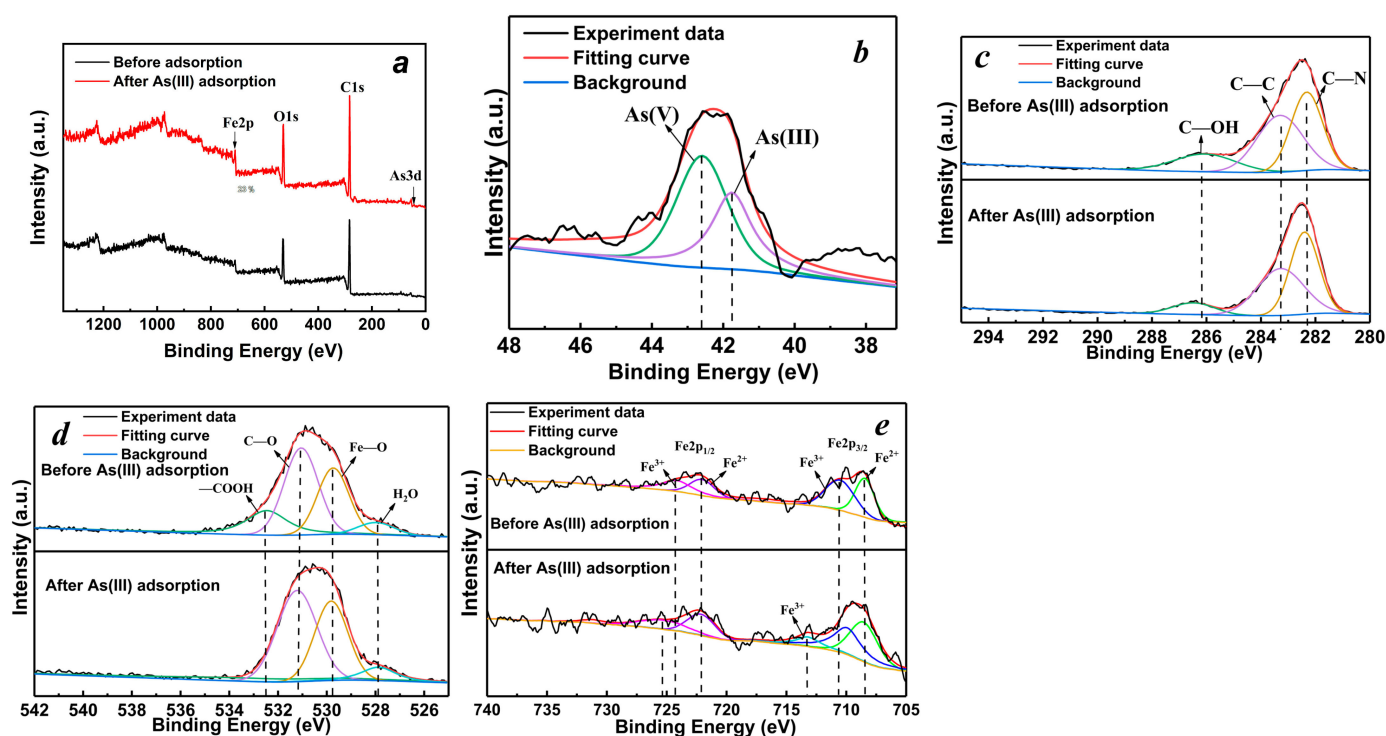 a
Before adsorption
After As(III) adsorption
C1s
O1s
Fe2p
As3d
23 %
Intensity (a.u.)
1200 1000 800 600 400 200 0
Binding Energy (eV)
b
Experiment data
Fitting curve
Background
As(V)
As(III)
Intensity (a.u.)
48 46 44 42 40 38
Binding Energy (eV)
c
Experiment data
Fitting curve
Background
Before As(III) adsorption
C—C
C—N
C—OH
After As(III) adsorption
Intensity (a.u.)
294 292 290 288 286 284 282 280
Binding Energy (eV)
d
Experiment data
Fitting curve
Background
C—O
Fe—O
Before As(III) adsorption
—COOH
H2O
After As(III) adsorption
Intensity (a.u.)
542 540 538 536 534 532 530 528 526
Binding Energy (eV)
e
Experiment data
Fitting curve
Background
Fe2p1/2
Fe2p3/2
Fe3+
Fe2+
Fe3+
Fe2+
Before As(III) adsorption
After As(III) adsorption
Fe3+
Intensity (a.u.)
740 735 730 725 720 715 710 705
Binding Energy (eV)